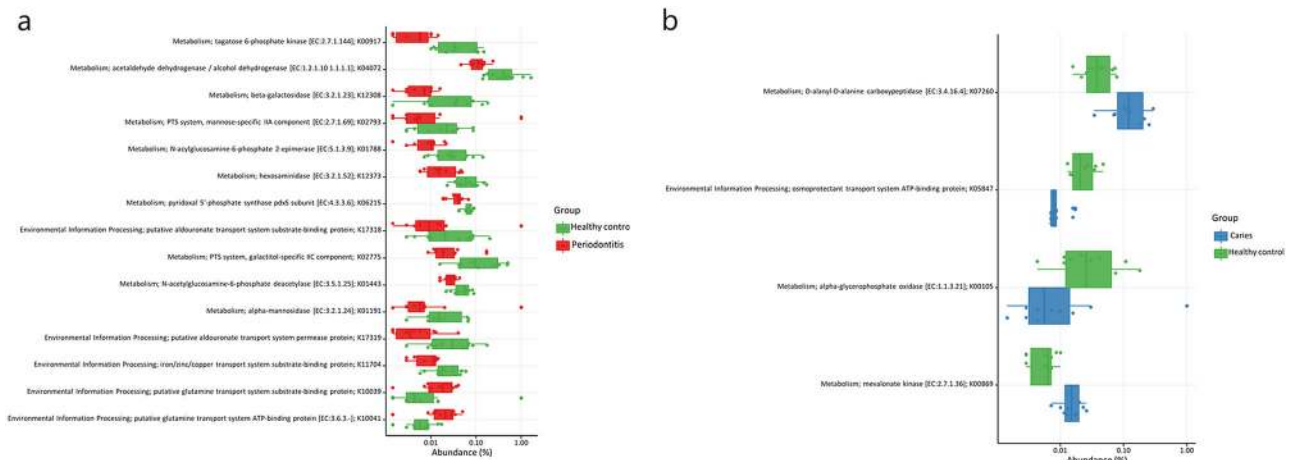 a
Metabolism; tagatose 6-phosphate kinase [EC:2.7.1.144]; K00917
Metabolism; acetaldehyde dehydrogenase / alcohol dehydrogenase [EC:1.2.1.10 1.1.1.1]; K04072
Metabolism; beta-galactosidase [EC:3.2.1.23]; K12308
Metabolism; PTS system, mannose-specific IIA component [EC:2.7.1.69]; K02793
Metabolism; N-acylglucosamine-6-phosphate 2-epimerase [EC:5.1.3.9]; K01788
Metabolism; hexosaminidase [EC:3.2.1.52]; K12373
Metabolism; pyridoxal 5'-phosphate synthase pdxS subunit [EC:4.3.3.6]; K06215
Environmental Information Processing; putative aldouronate transport system substrate-binding protein; K17318
Metabolism; PTS system, galactitol-specific IIC component; K02775
Metabolism; N-acetylglucosamine-6-phosphate deacetylase [EC:3.5.1.25]; K01443
Metabolism; alpha-mannosidase [EC:3.2.1.24]; K01191
Environmental Information Processing; putative aldouronate transport system permease protein; K17319
Environmental Information Processing; iron/zinc/copper transport system substrate-binding protein; K11704
Environmental Information Processing; putative glutamine transport system substrate-binding protein; K10039
Environmental Information Processing; putative glutamine transport system ATP-binding protein [EC:3.6.3.-]; K10041
0.01 0.10 1.00
Abundance (%)
Group
Healthy contro
Periodontitis
b
Metabolism; D-alanyl-D-alanine carboxypeptidase [EC:3.4.16.4]; K07260
Environmental Information Processing; osmoprotectant transport system ATP-binding protein; K05847
Metabolism; alpha-glycerophosphate oxidase [EC:1.1.3.21]; K00105
Metabolism; mevalonate kinase [EC:2.7.1.36]; K00869
0.01 0.10 1.00
Abundance (%)
Group
Caries
Healthy control